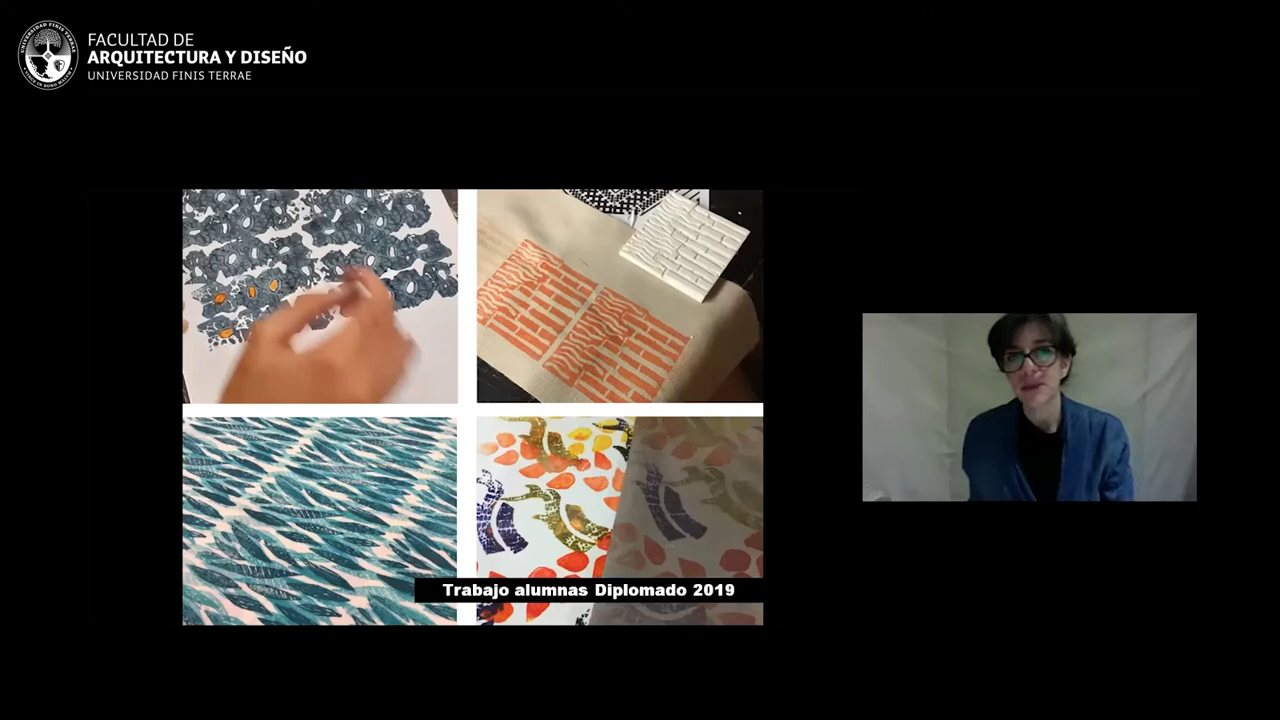 FACULTAD DE
ARQUITECTURA Y DISEÑO
UNIVERSIDAD FINIS TERRAE
Trabajo alumnas Diplomado 2019